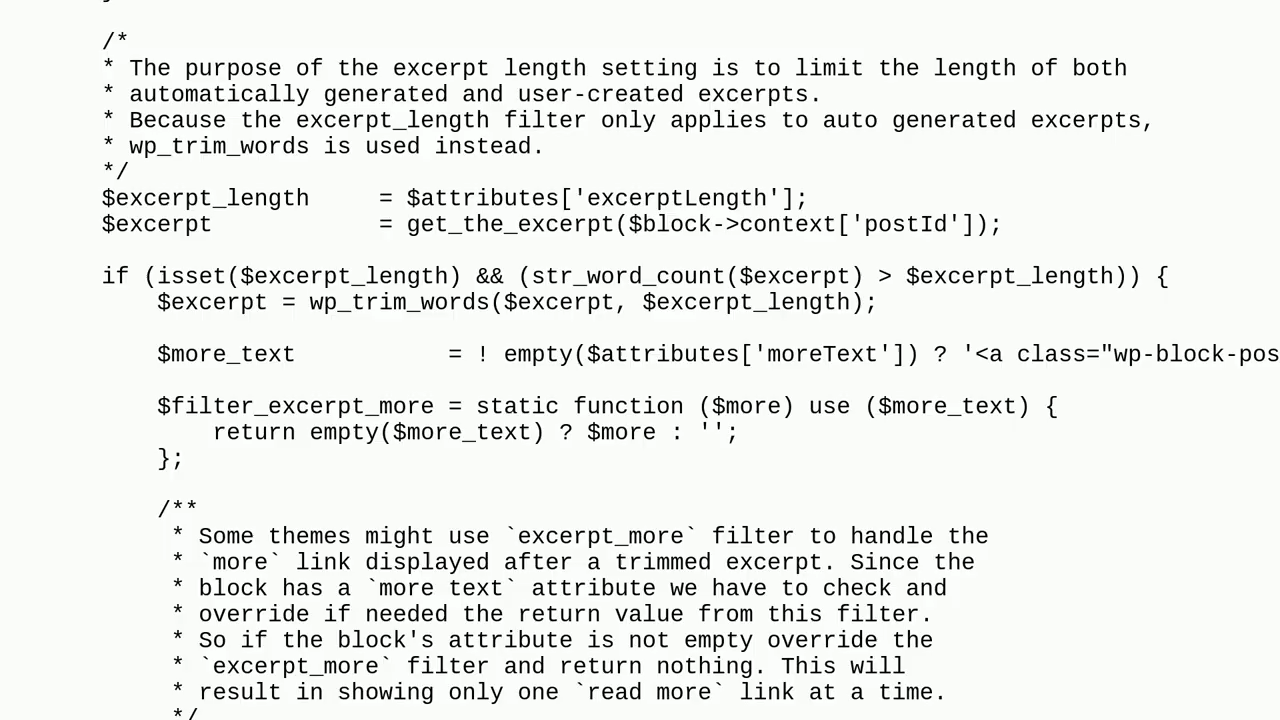 /*
* The purpose of the excerpt length setting is to limit the length of both
* automatically generated and user-created excerpts.
* Because the excerpt_length filter only applies to auto generated excerpts,
* wp_trim_words is used instead.
*/
$excerpt_length     = $attributes['excerptLength'];
$excerpt            = get_the_excerpt($block->context['postId']);
if (isset($excerpt_length) && (str_word_count($excerpt) > $excerpt_length)) {
    $excerpt = wp_trim_words($excerpt, $excerpt_length);
    $more_text           = ! empty($attributes['moreText']) ? '<a class="wp-block-pos
    $filter_excerpt_more = static function ($more) use ($more_text) {
        return empty($more_text) ? $more : '';
    };
    /**
     * Some themes might use `excerpt_more` filter to handle the
     * `more` link displayed after a trimmed excerpt. Since the
     * block has a `more text` attribute we have to check and
     * override if needed the return value from this filter.
     * So if the block's attribute is not empty override the
     * `excerpt_more` filter and return nothing. This will
     * result in showing only one `read more` link at a time.
     */